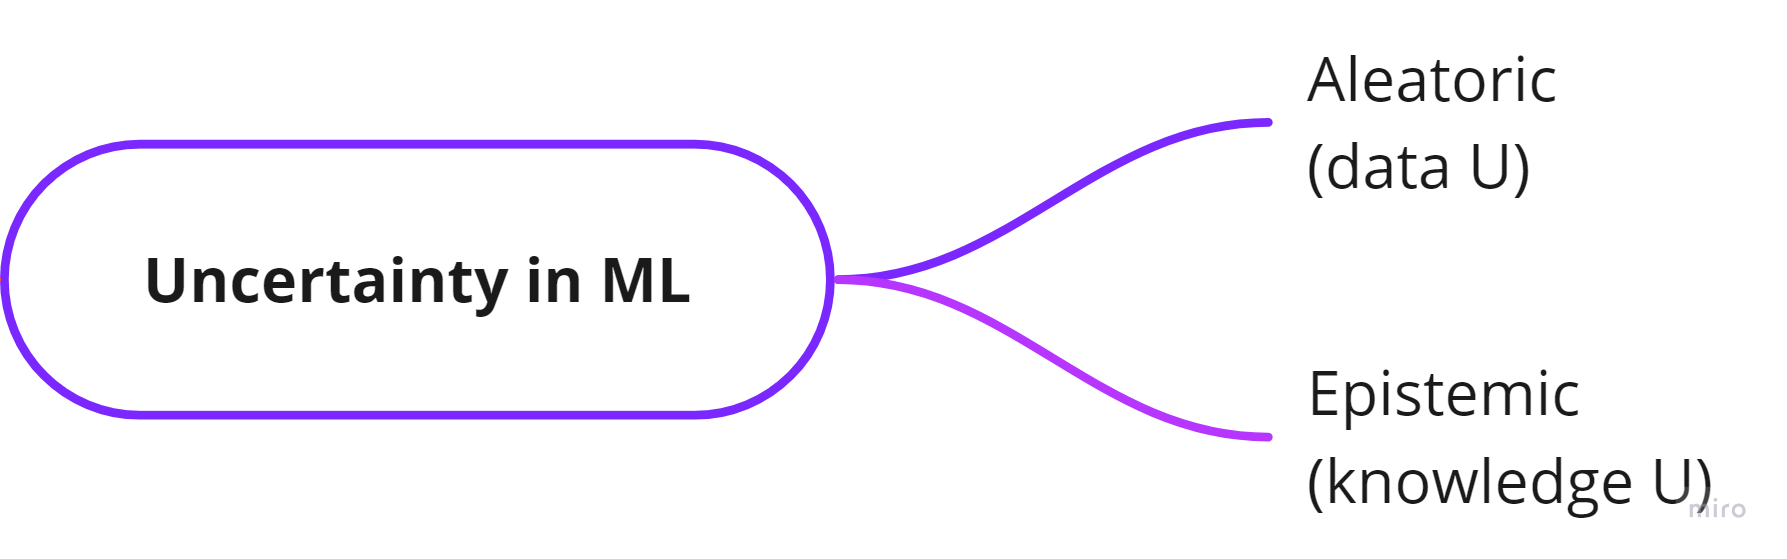 Uncertainty in ML
Aleatoric
(data U)
Epistemic
(knowledge U)
miro